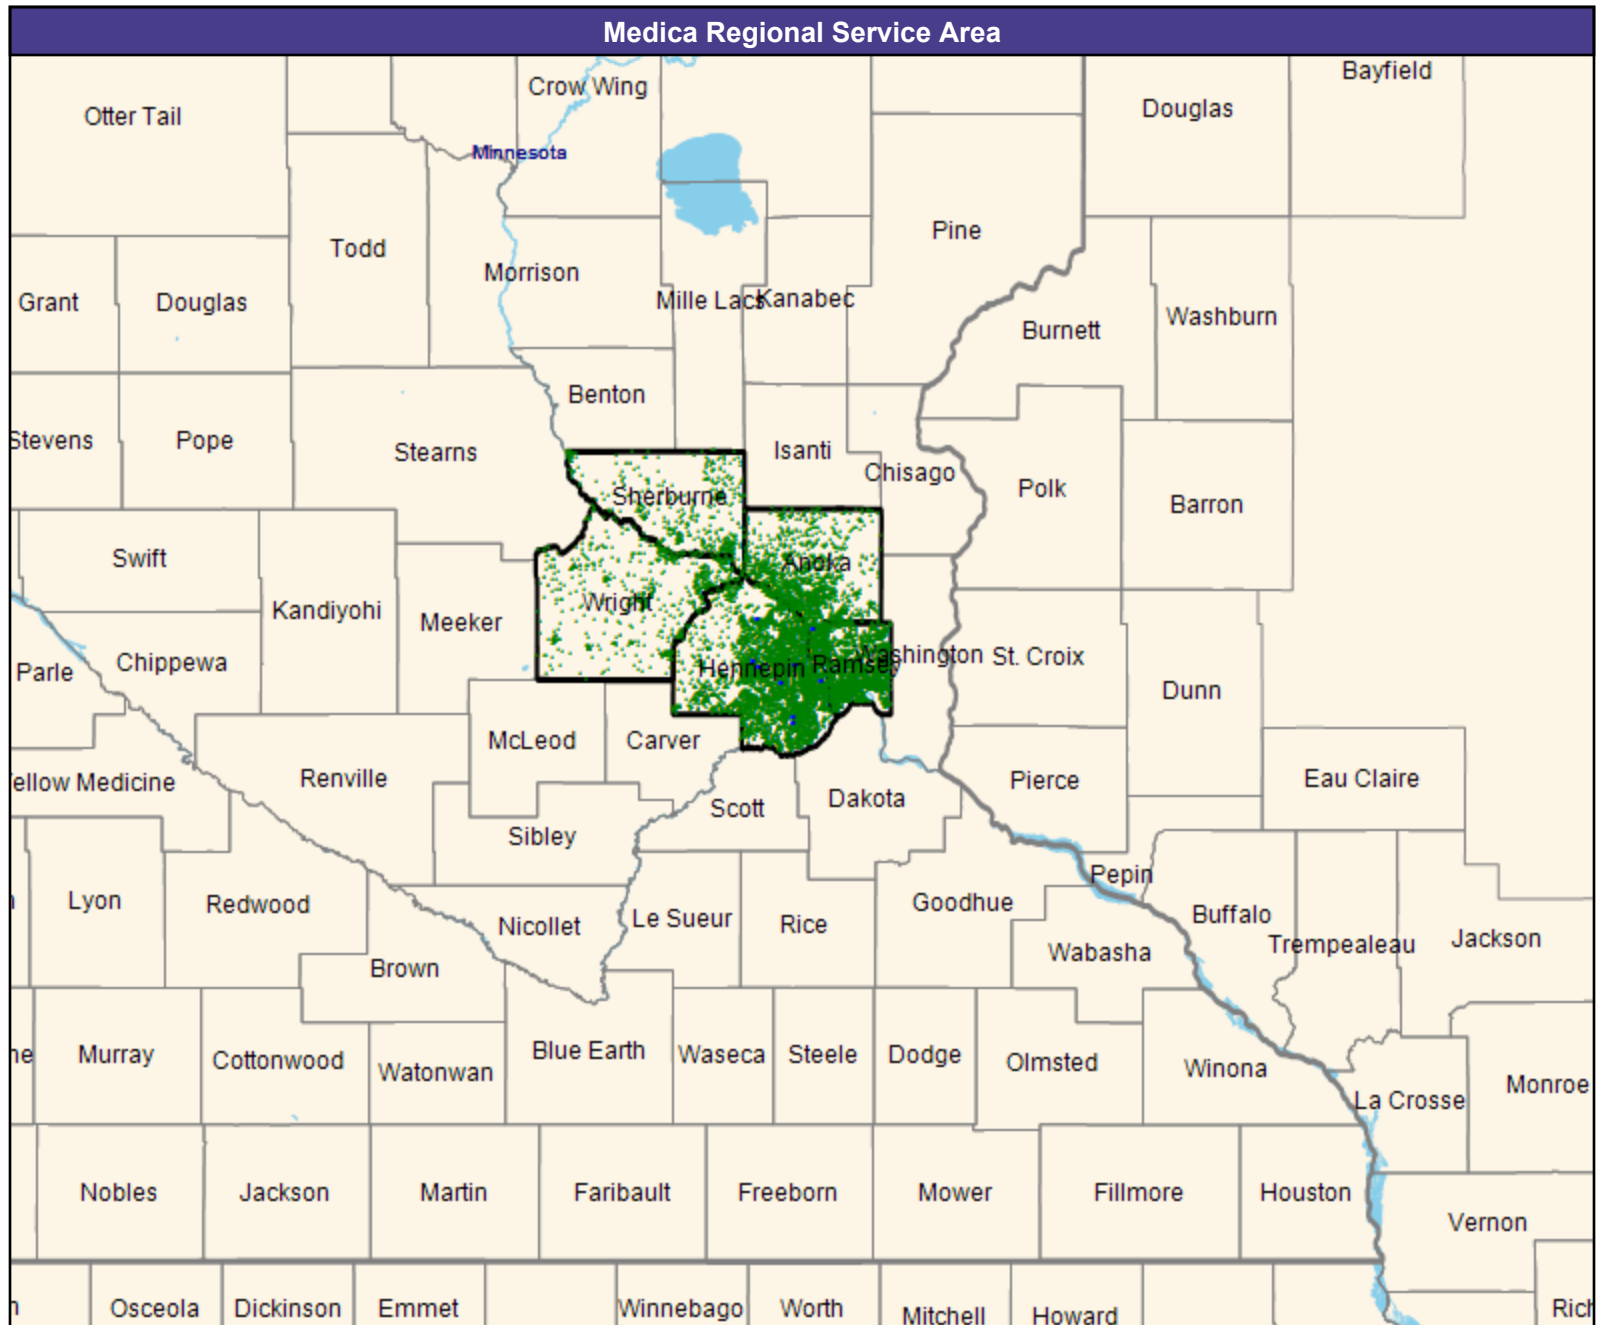 Medica Regional Service Area
Crow Wing
Bayfield
Otter Tail
Douglas
Minnesota
Pine
Todd
Morrison
Grant
Douglas
Mille Lacs
Kanabec
Washburn
Burnett
Benton
Stevens
Pope
Stearns
Isanti
Chisago
Polk
Sherburne
Barron
Swift
Anoka
Wright
Kandiyohi
Meeker
Parle
Chippewa
Hennepin
Ramsey
Washington
St. Croix
Dunn
McLeod
Carver
Renville
ellow Medicine
Pierce
Eau Claire
Scott
Dakota
Sibley
Pepin
Lyon
Redwood
Goodhue
Nicollet
Le Sueur
Rice
Buffalo
Trempealeau
Jackson
Wabasha
Brown
ne
Murray
Cottonwood
Watonwan
Blue Earth
Waseca
Steele
Dodge
Olmsted
Winona
La Crosse
Monroe
Nobles
Jackson
Martin
Faribault
Freeborn
Mower
Fillmore
Houston
Vernon
Osceola
Dickinson
Emmet
Winnebago
Worth
Mitchell
Howard
Rich